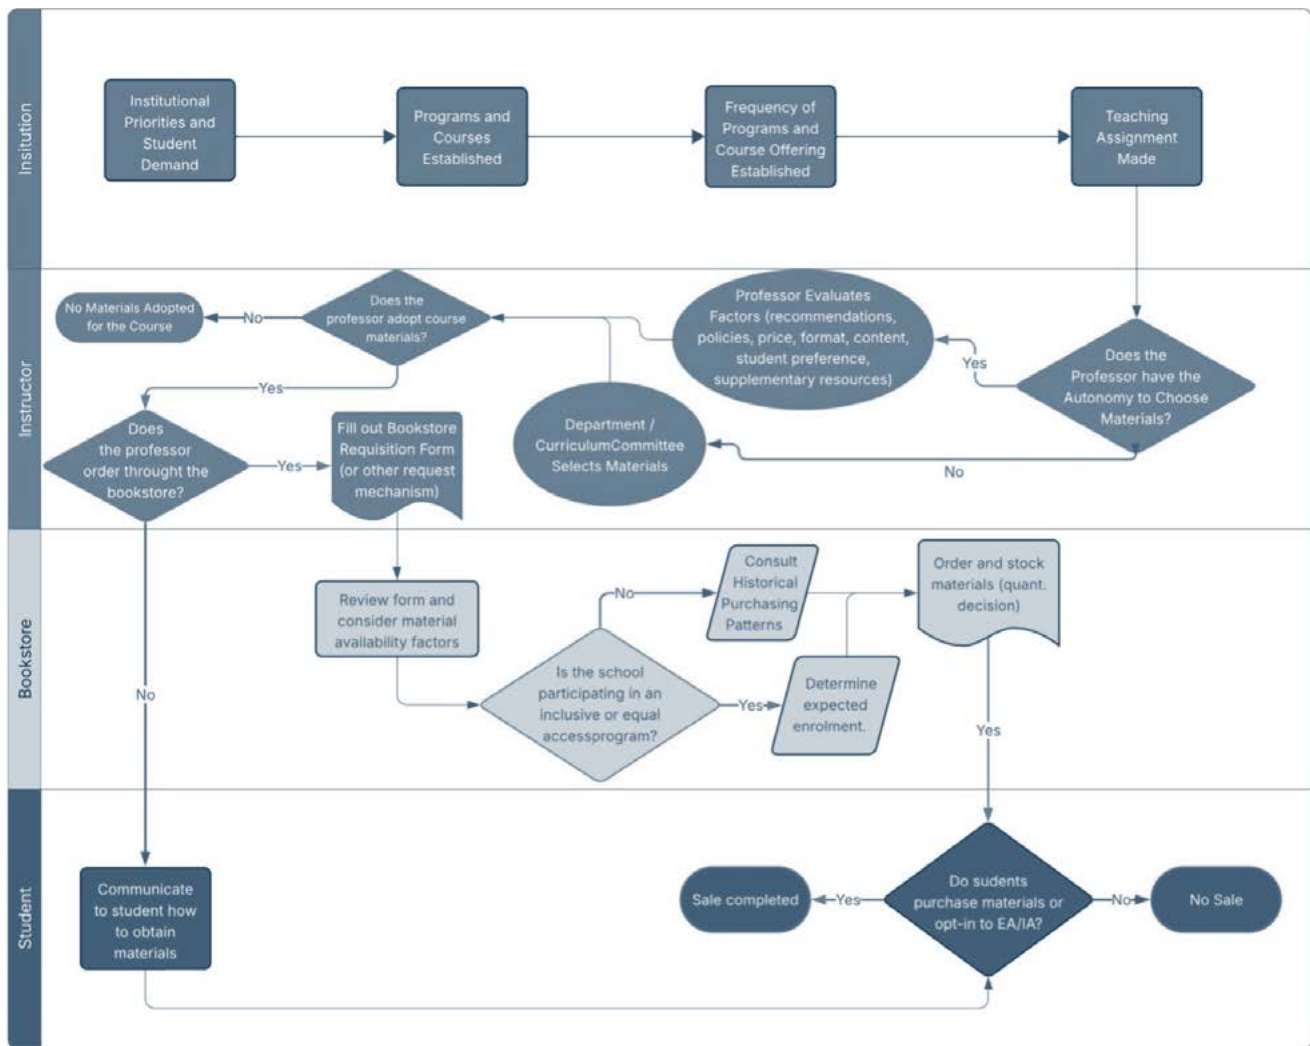 Insitution
Institutional
Priorities and
Student
Demand
Programs and
Courses
Established
Frequency of
Programs and
Course Offering
Established
Teaching
Assignment
Made
Instructor
No Materials Adopted
for the Course
No
Does the
professor adopt course
materials?
Professor Evaluates
Factors (recommendations,
policies, price, format, content,
student preference,
supplementary resources)
Yes
Does the
Professor have the
Autonomy to Choose
Materials?
Yes
Does
the professor
order throught the
bookstore?
Yes
Fill out Bookstore
Requisition Form
(or other request
mechanism)
Department /
CurriculumCommittee
Selects Materials
No
Bookstore
No
Review form and
consider material
availability factors
No
Consult
Historical
Purchasing
Patterns
Order and stock
materials (quant.
decision)
Is the school
participating in an
inclusive or equal
accessprogram?
Yes
Determine
expected
enrolment.
Yes
Student
Communicate
to student how
to obtain
materials
Sale completed
Yes
Do sudents
purchase materials or
opt-in to EA/IA?
No
No Sale